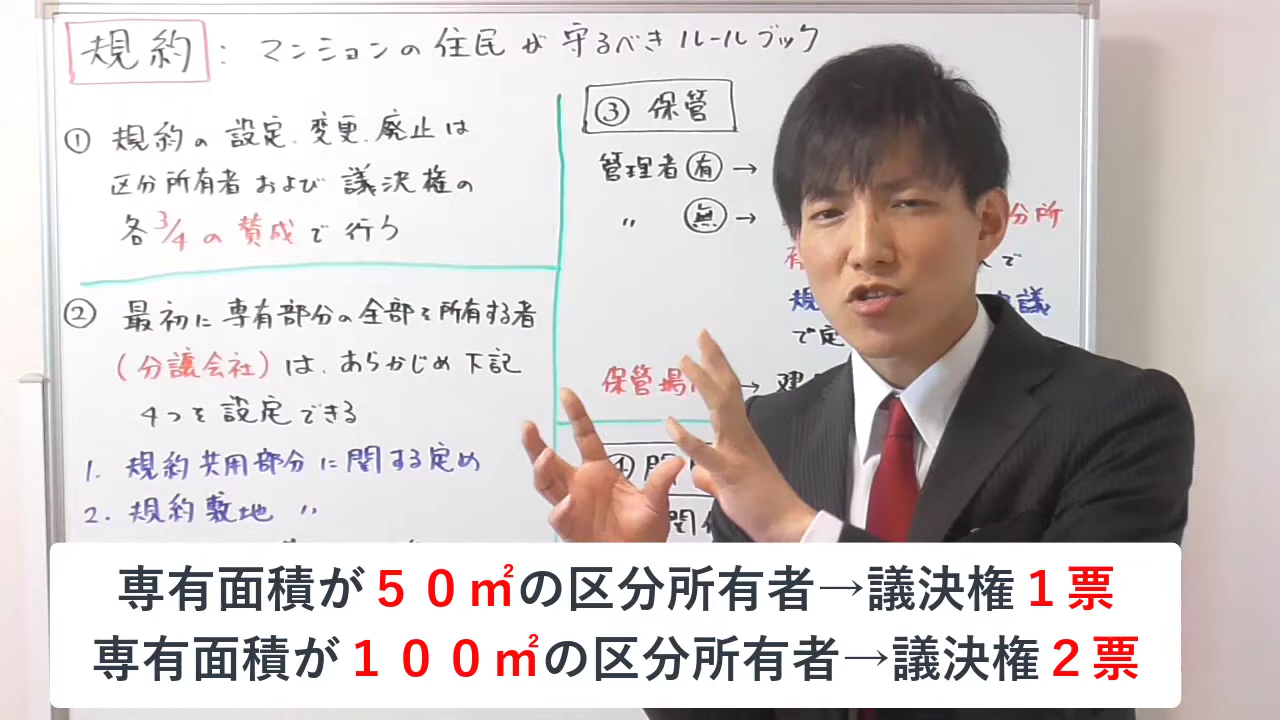 規約：マンションの住民が守るべきルールブック
① 規約の設定、変更、廃止は
区分所有者および議決権の
各3/4の賛成で行う
② 最初に専有部分の全部を所有する者
(分譲会社)は、あらかじめ下記
4つを設定できる
1. 規約共用部分に関する定め
2. 規約敷地 〃
③ 保管
管理者有→
〃 無→
分所
で
規
議
で定
保管場 →
④
関
専有面積が５０㎡の区分所有者→議決権１票
専有面積が１００㎡の区分所有者→議決権２票